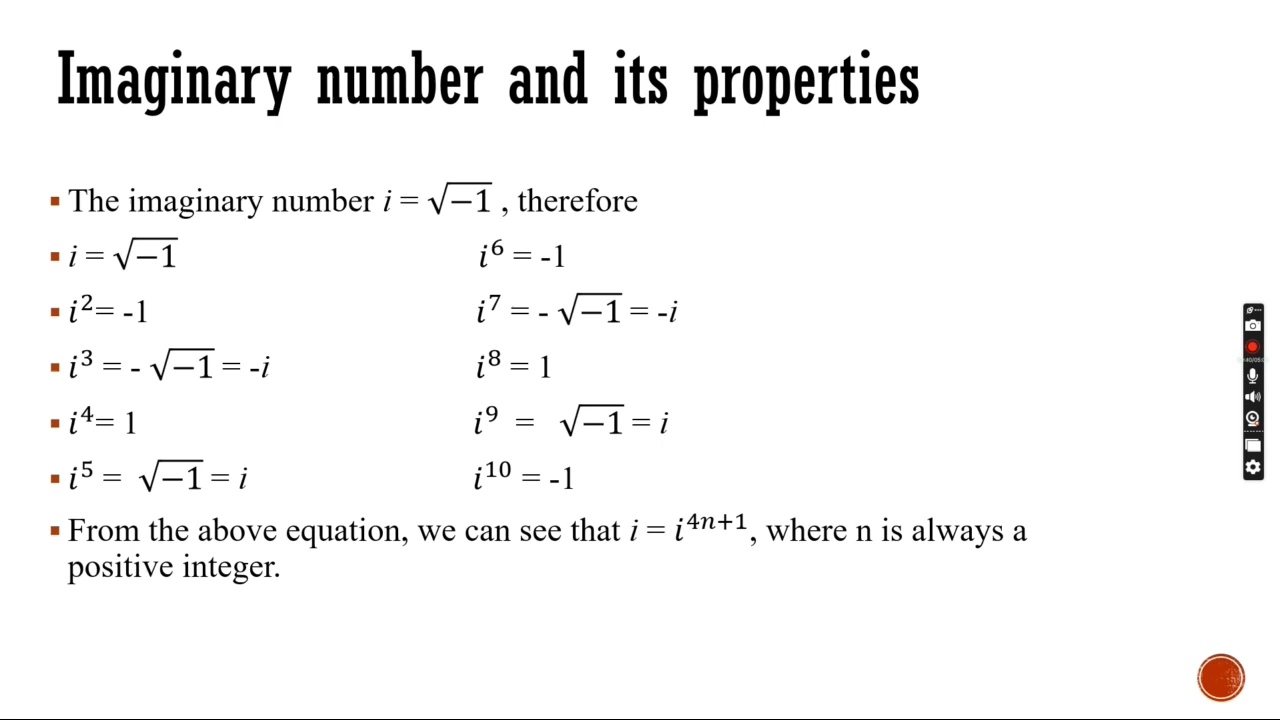 Imaginary number and its properties
▪ The imaginary number i = √−1 , therefore
▪ i = √−1
i⁶ = -1
▪ i²= -1
i⁷ = - √−1 = -i
▪ i³ = - √−1 = -i
i⁸ = 1
▪ i⁴= 1
i⁹ = √−1 = i
▪ i⁵ = √−1 = i
i¹⁰ = -1
▪ From the above equation, we can see that i = i⁴ⁿ⁺¹, where n is always a
positive integer.